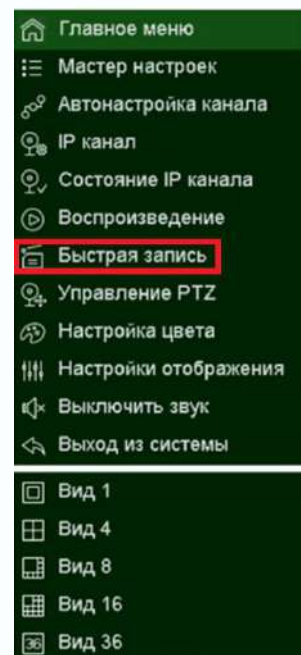 Главное меню
Мастер настроек
Автонастройка канала
IP канал
Состояние IP канала
Воспроизведение
Быстрая запись
Управление PTZ
Настройка цвета
Настройки отображения
Выключить звук
Выход из системы
Вид 1
Вид 4
Вид 8
Вид 16
36 Вид 36